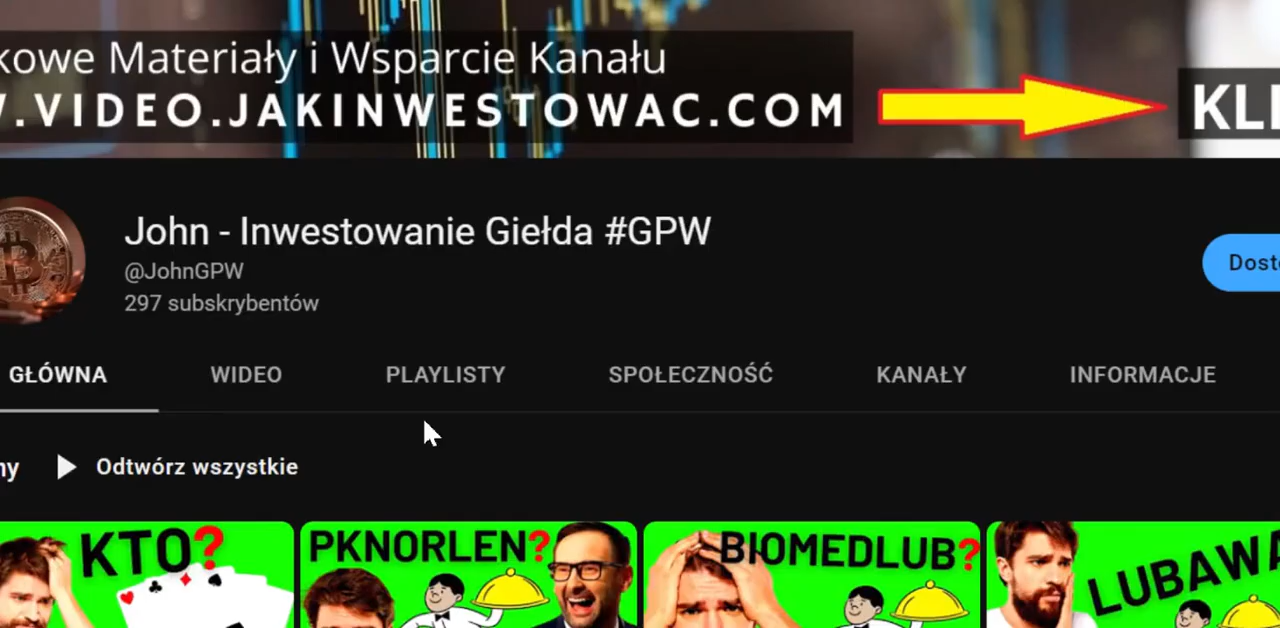 kowe Materiały i Wsparcie Kanału
.VIDEO.JAKINWESTOWAC.COM
KLI
John - Inwestowanie Giełda #GPW
@JohnGPW
297 subskrybentów
Dost
GŁÓWNA WIDEO PLAYLISTY SPOŁECZNOŚĆ KANAŁY INFORMACJE
ny Odtwórz wszystkie
KTO? PKNORLEN? BIOMEDLUB? LUBAWA